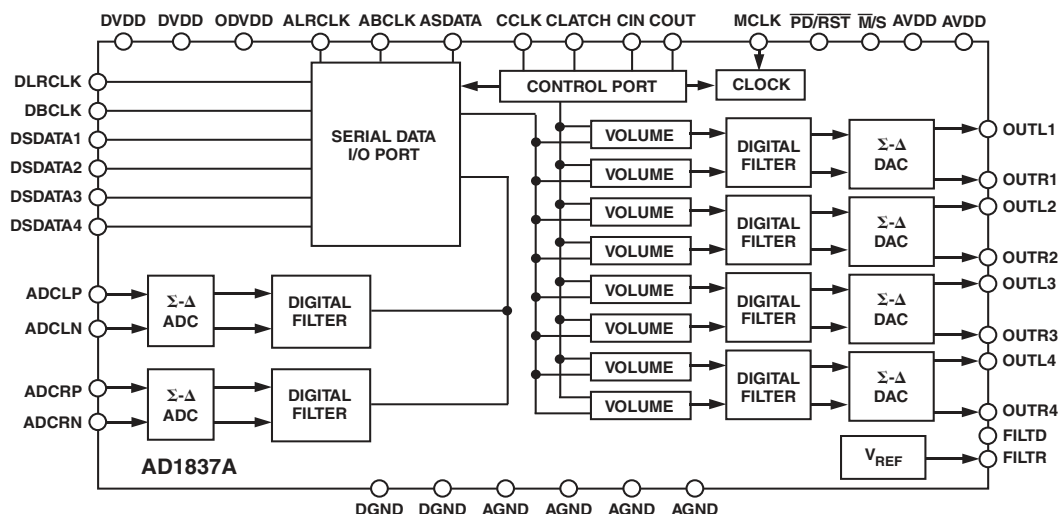 DVDD DVDD ODVDD ALRCLK ABCLK ASDATA CCLK CLATCH CIN COUT MCLK PD/RST M/S AVDD AVDD
DLRCLK
DBCLK
DSDATA1
DSDATA2
DSDATA3
DSDATA4
SERIAL DATA
I/O PORT
CONTROL PORT
CLOCK
VOLUME
VOLUME
DIGITAL
FILTER
Σ-Δ
DAC
OUTL1
OUTR1
VOLUME
VOLUME
DIGITAL
FILTER
Σ-Δ
DAC
OUTL2
OUTR2
ADCLP
ADCLN
Σ-Δ
ADC
DIGITAL
FILTER
VOLUME
VOLUME
DIGITAL
FILTER
Σ-Δ
DAC
OUTL3
OUTR3
ADCRP
ADCRN
Σ-Δ
ADC
DIGITAL
FILTER
VOLUME
VOLUME
DIGITAL
FILTER
Σ-Δ
DAC
OUTL4
OUTR4
FILTD
FILTR
VREF
AD1837A
DGND DGND AGND AGND AGND AGND